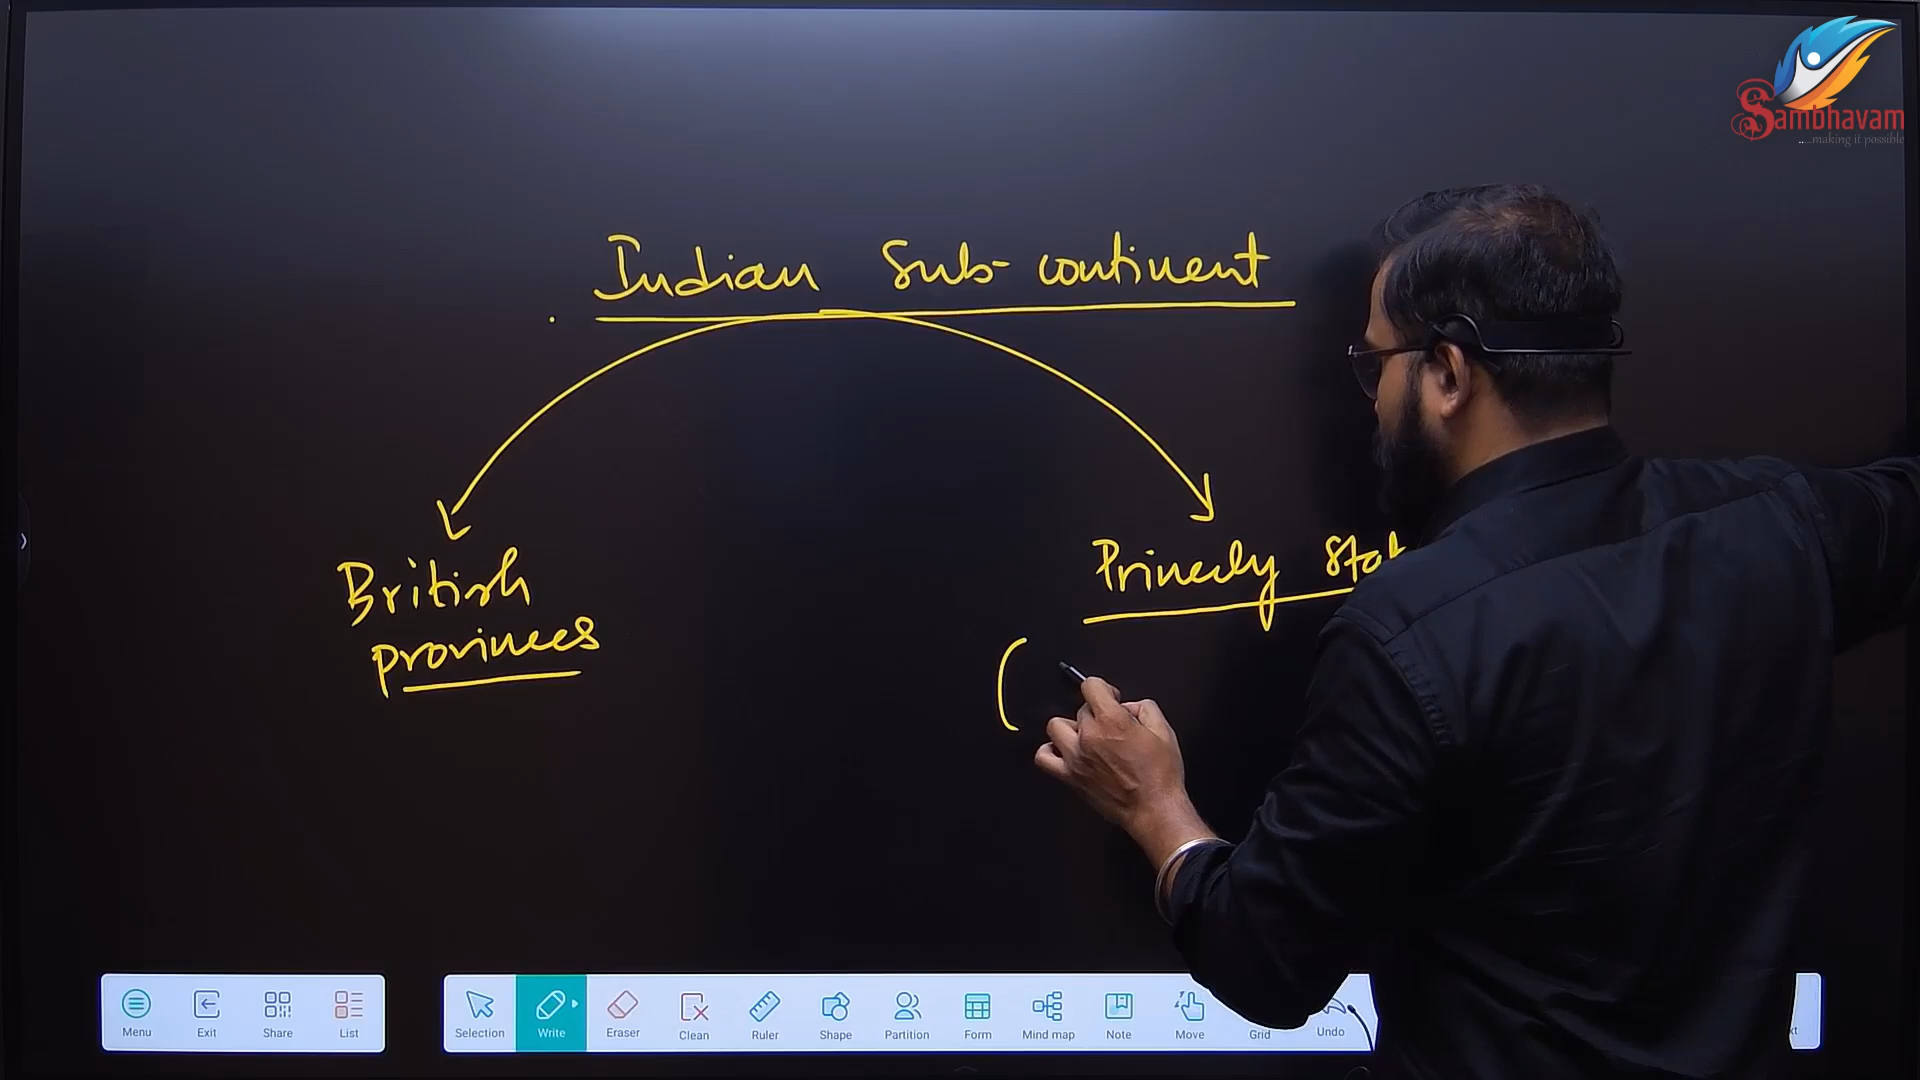 Sambhavam
.....making it possible
Indian Sub-continent
British
provinces
Princely
(
Menu
Exit
Share
List
Selection
Write
Eraser
Clean
Ruler
Shape
Partition
Form
Mind map
Note
Move
Grid
Undo